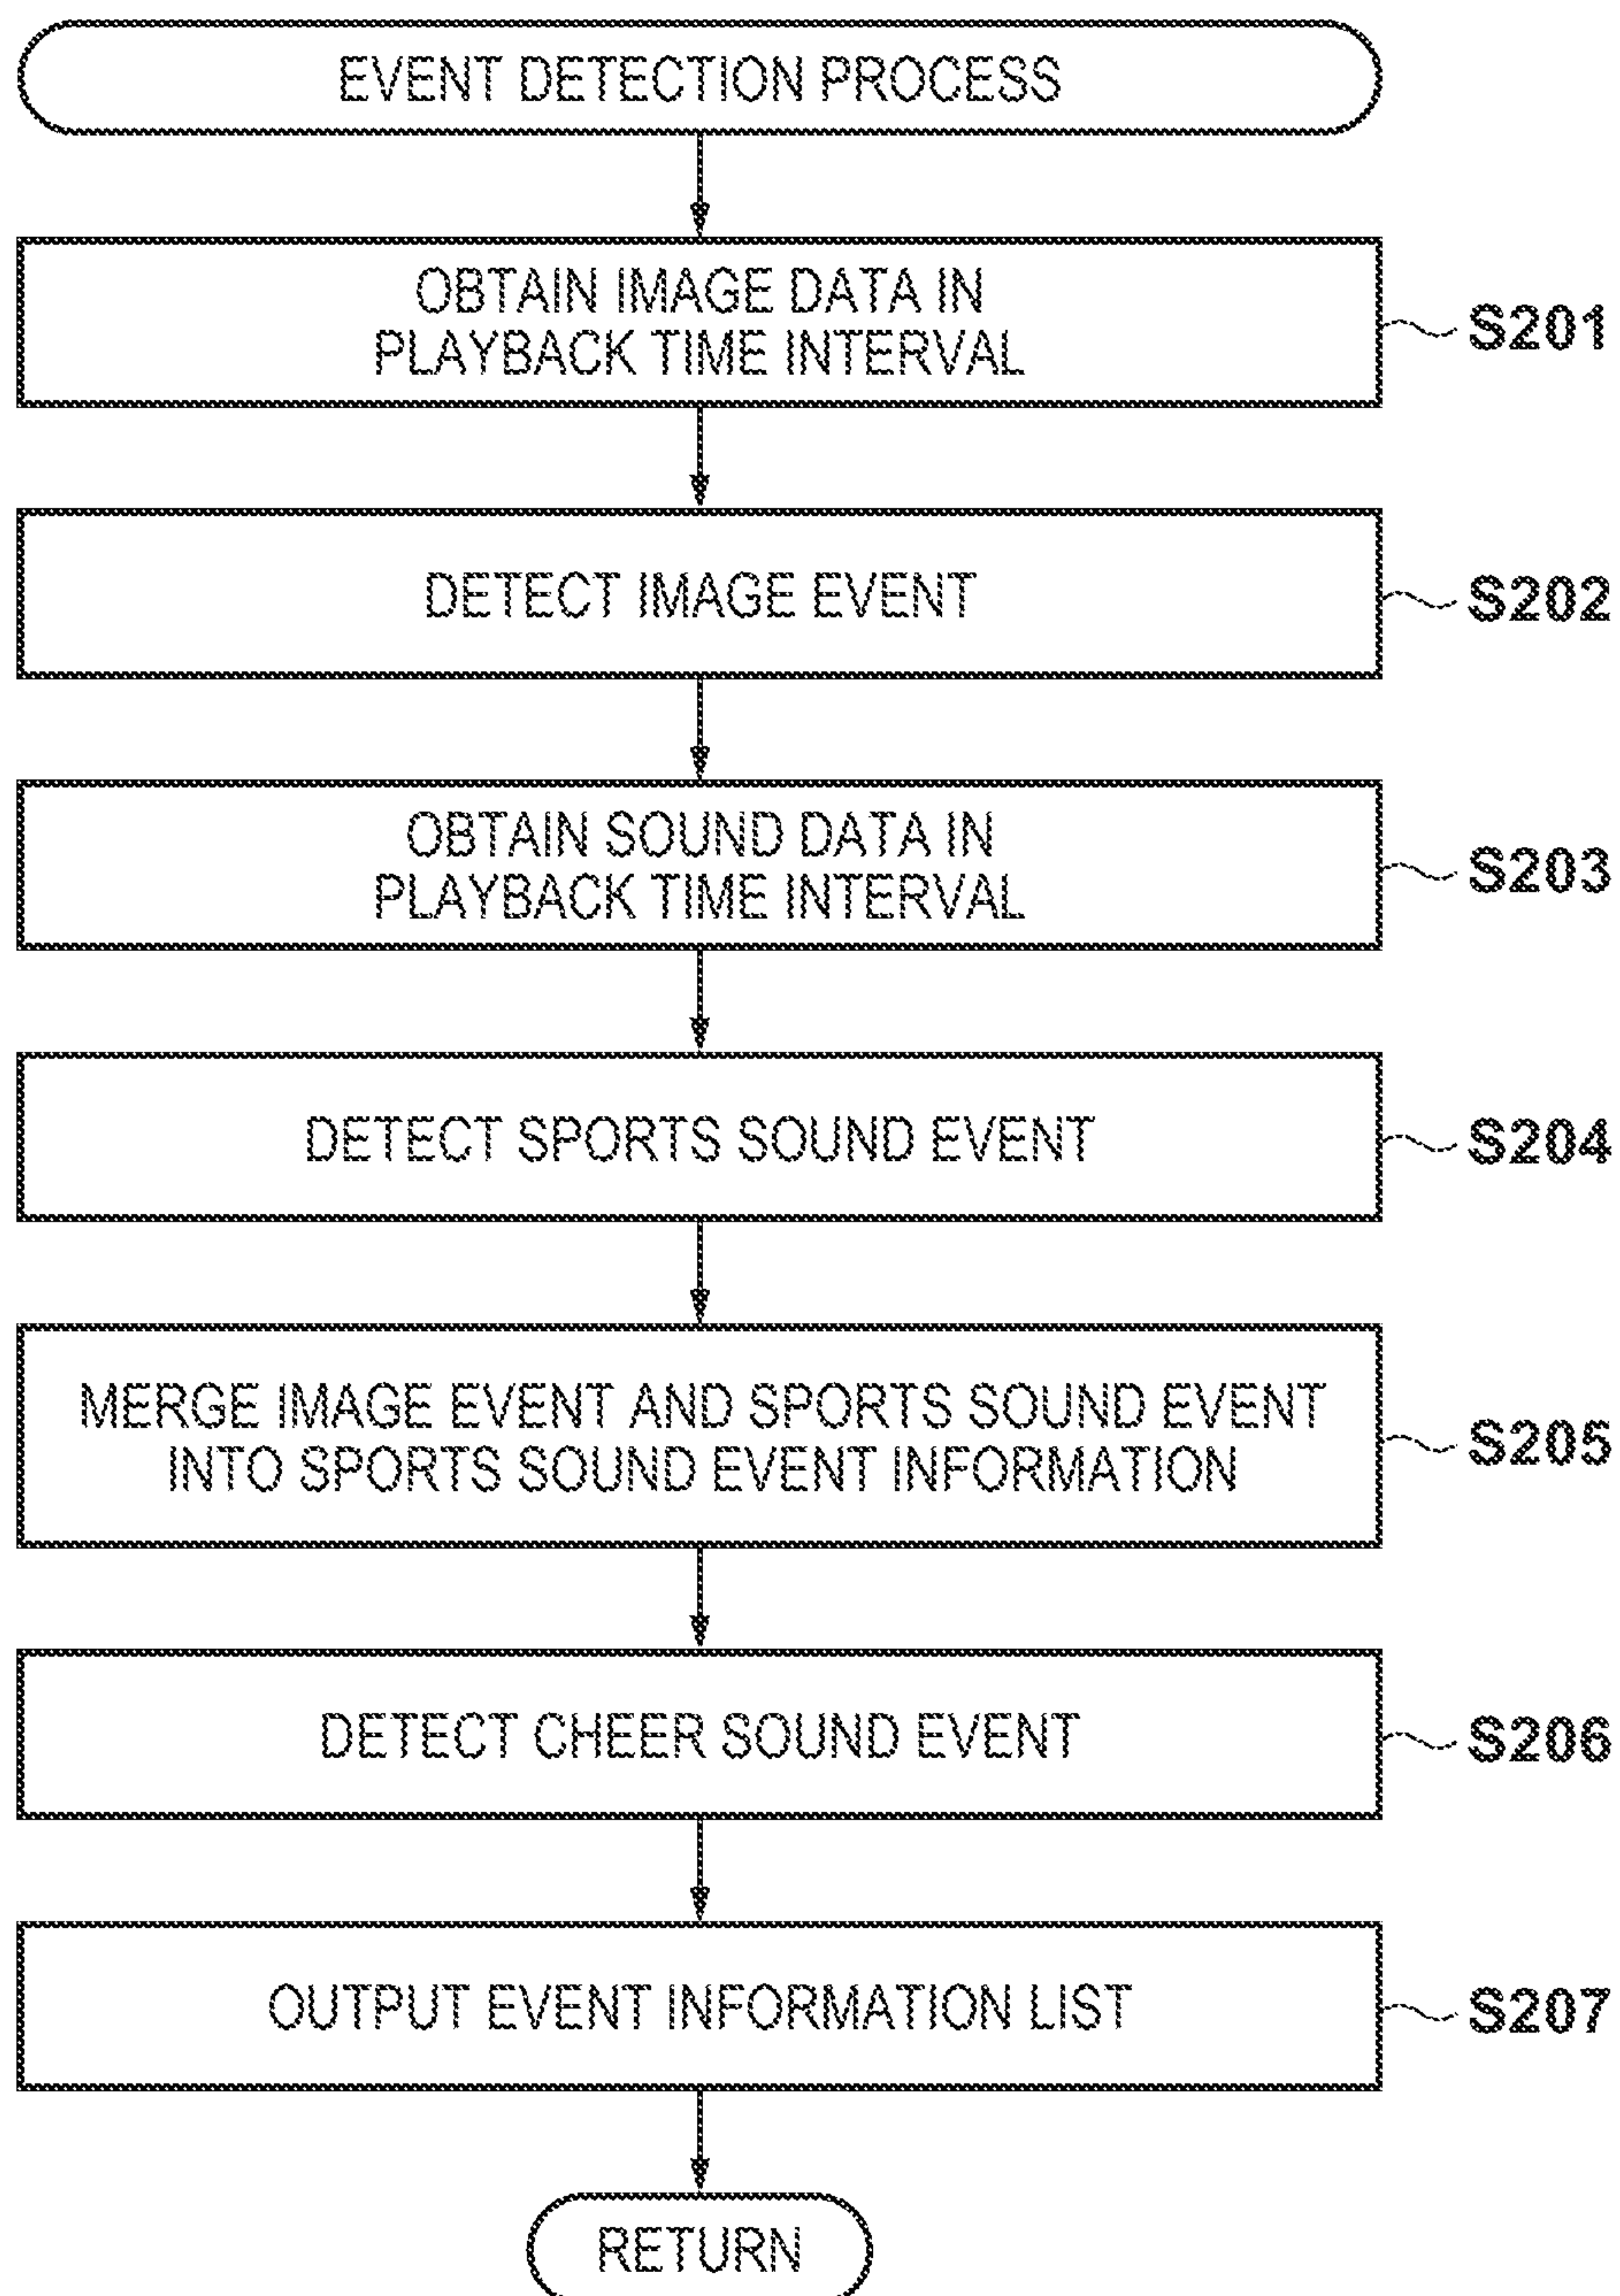 EVENT DETECTION PROCESS
OBTAIN IMAGE DATA IN
PLAYBACK TIME INTERVAL
S201
DETECT IMAGE EVENT
S202
OBTAIN SOUND DATA IN
PLAYBACK TIME INTERVAL
S203
DETECT SPORTS SOUND EVENT
S204
MERGE IMAGE EVENT AND SPORTS SOUND EVENT
INTO SPORTS SOUND EVENT INFORMATION
S205
DETECT CHEER SOUND EVENT
S206
OUTPUT EVENT INFORMATION LIST
S207
RETURN